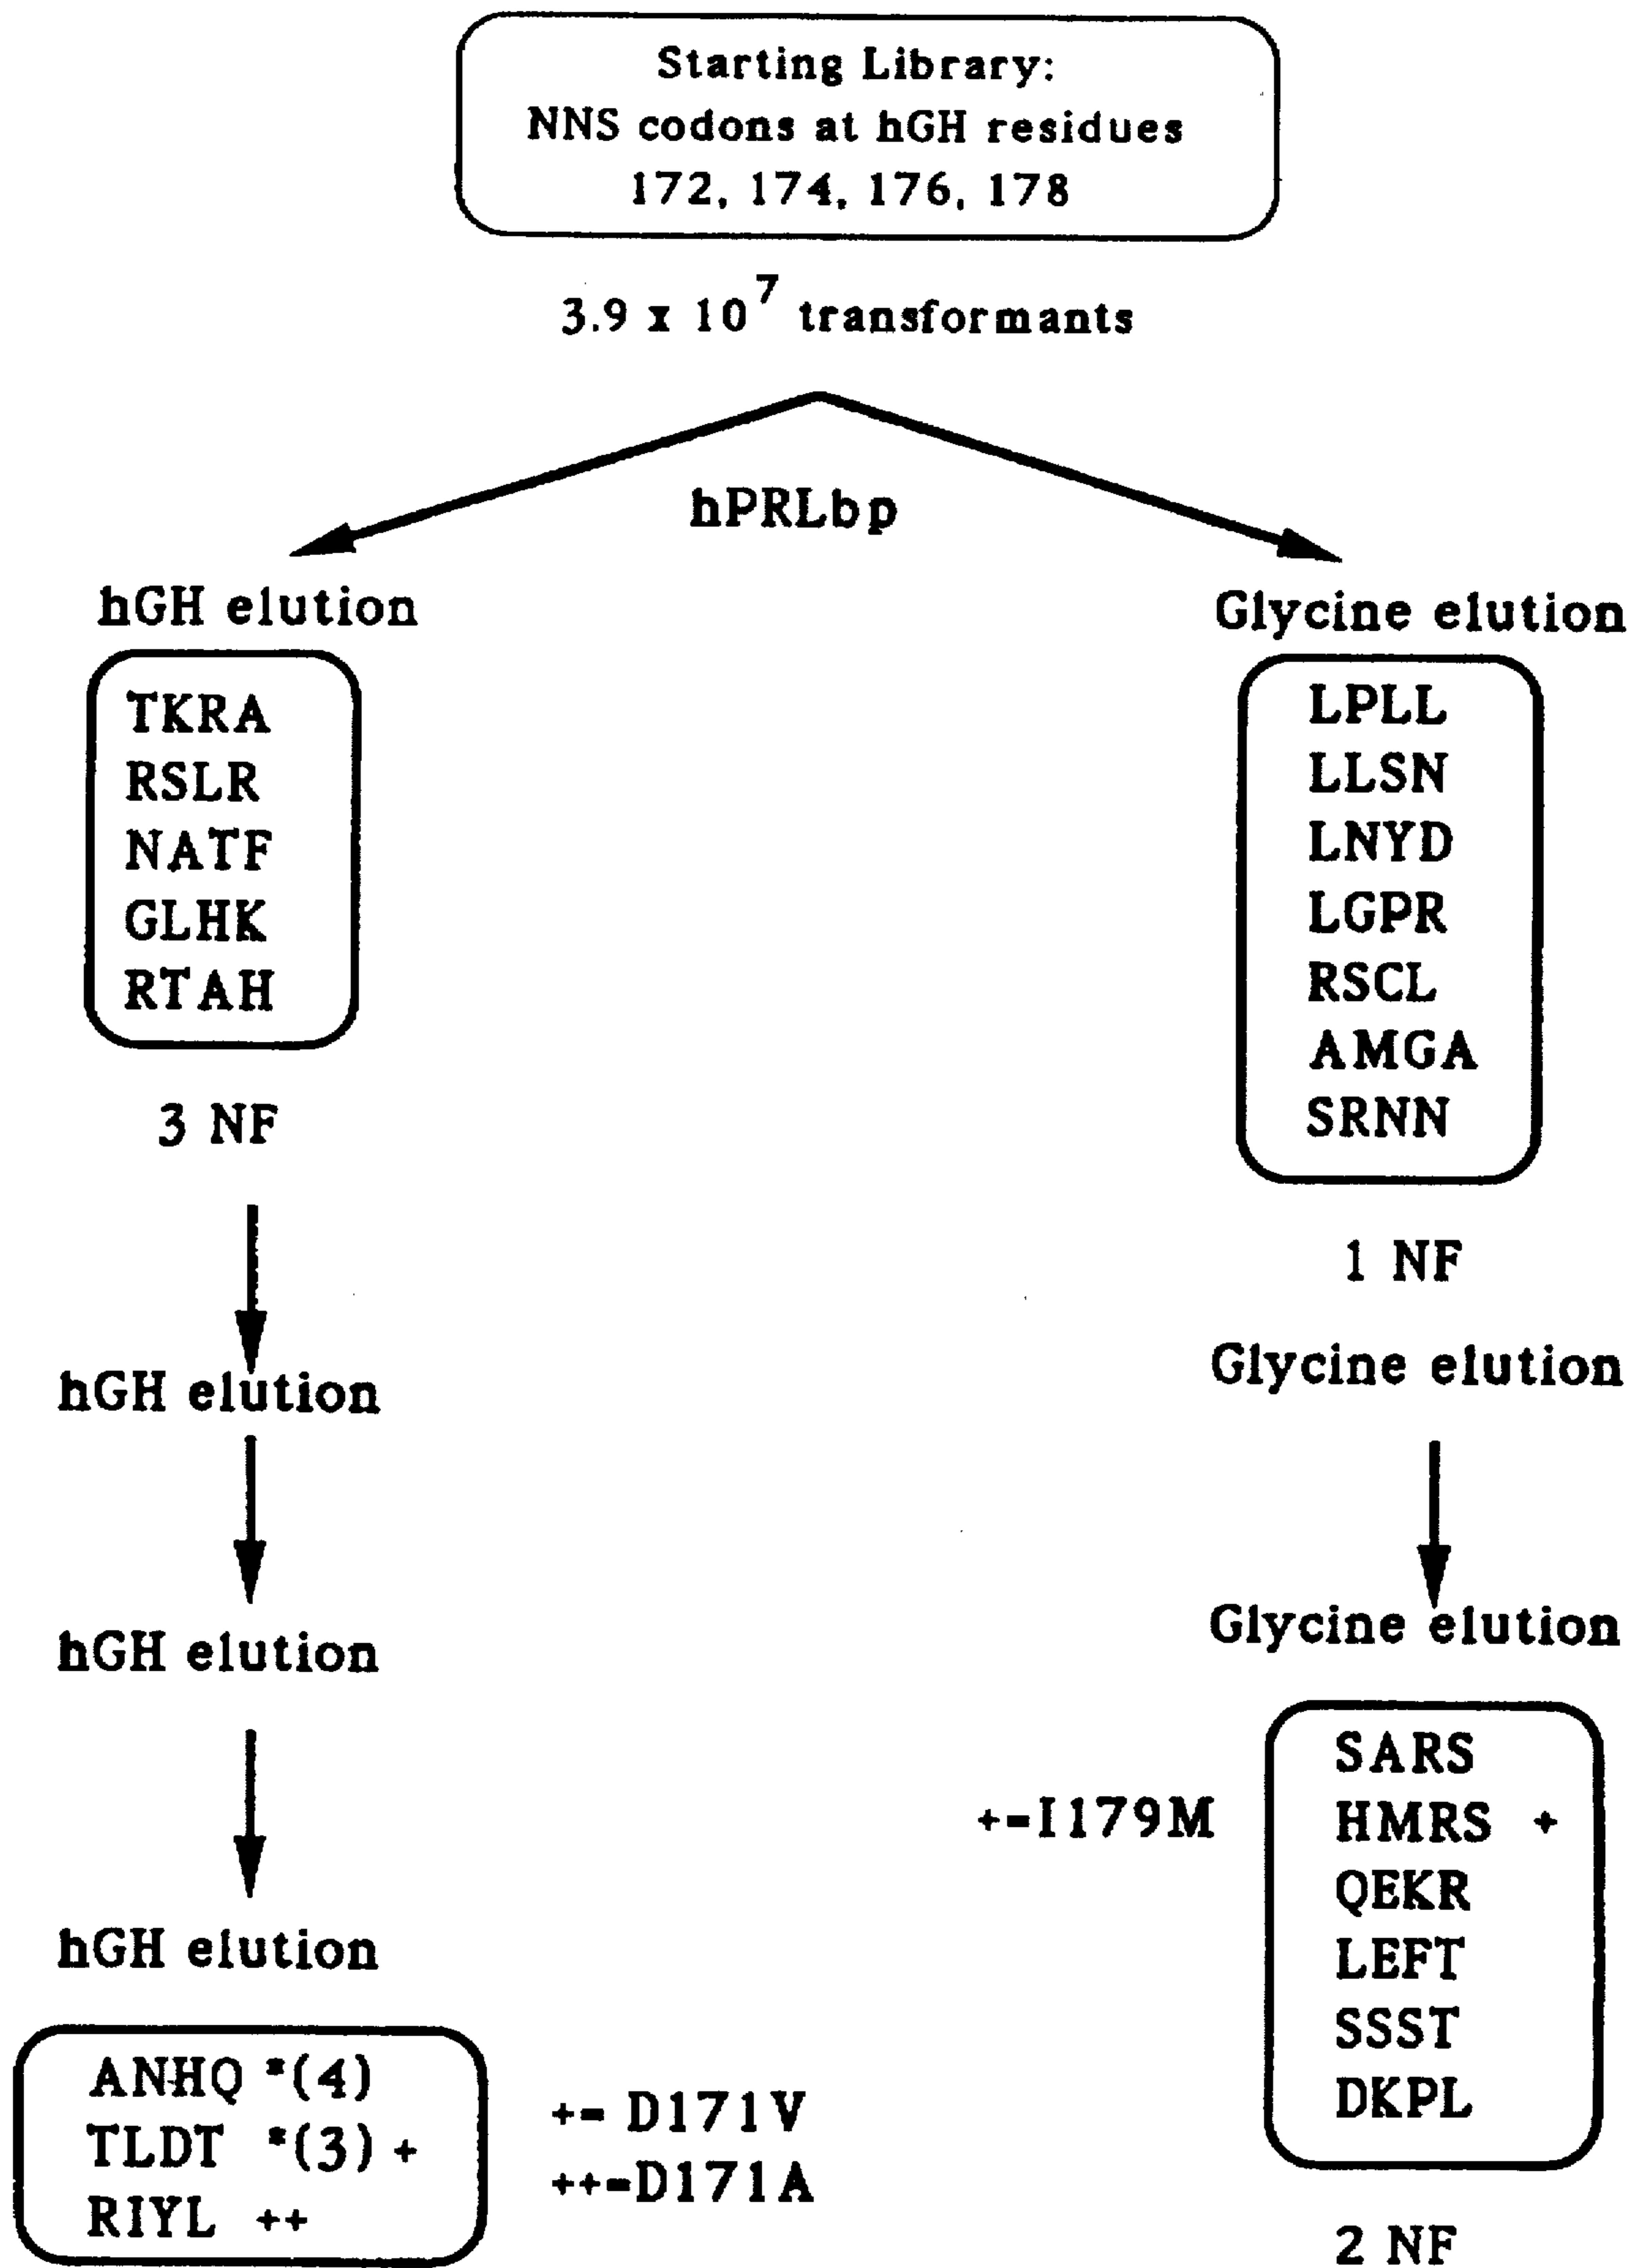 Starting Library:
NNS codons at hGH residues
172, 174, 176, 178
3.9 x 10^7 transformants
hPRLbp
hGH elution
TKRA
RSLR
NATF
GLHK
RTAH
3 NF
hGH elution
hGH elution
hGH elution
ANHQ *(4)
TLDT *(3) +
RIYL ++
+= D171V
++=D171A
Glycine elution
LPLL
LLSN
LNYD
LGPR
RSCL
AMGA
SRNN
1 NF
Glycine elution
Glycine elution
+=I179M
SARS
HMRS +
QEKR
LEFT
SSST
DKPL
2 NF